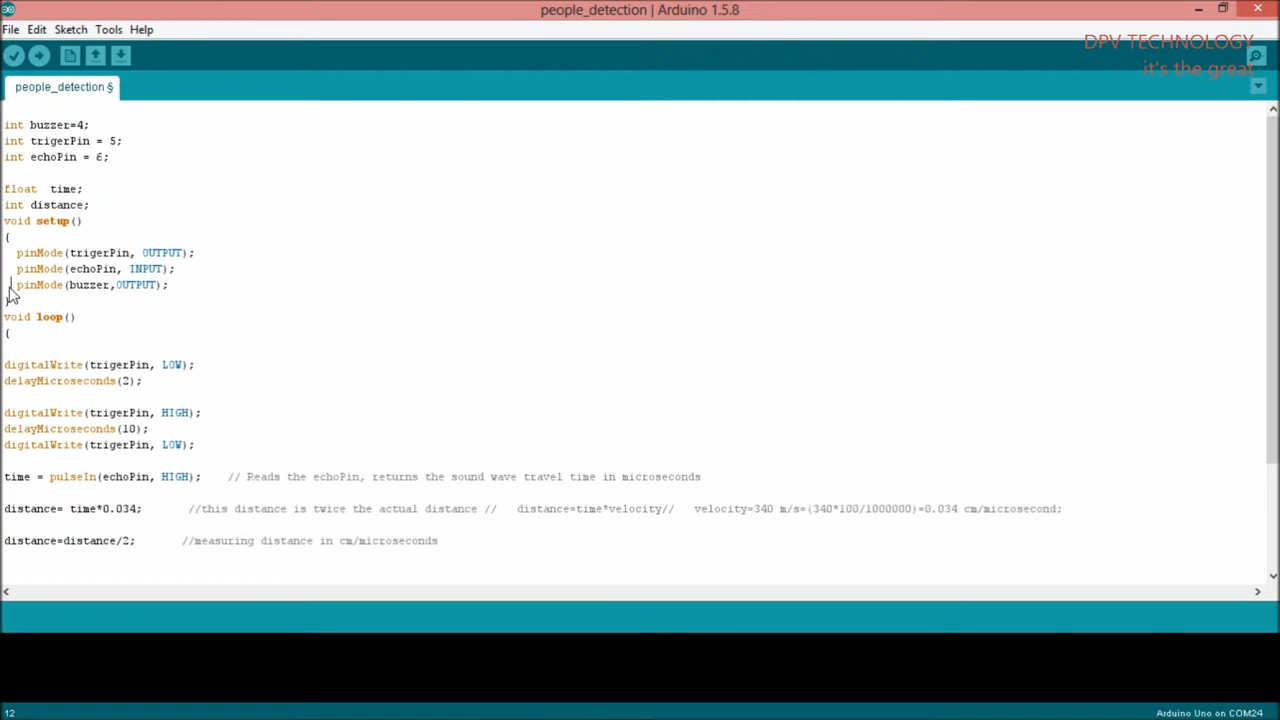 people_detection | Arduino 1.5.8
File Edit Sketch Tools Help
DPV TECHNOLOGY
it's the great
people_detection §
int buzzer=4;
int trigerPin = 5;
int echoPin = 6;
float  time;
int distance;
void setup()
{
  pinMode(trigerPin, OUTPUT);
  pinMode(echoPin, INPUT);
  pinMode(buzzer,OUTPUT);
}
void loop()
{
digitalWrite(trigerPin, LOW);
delayMicroseconds(2);
digitalWrite(trigerPin, HIGH);
delayMicroseconds(10);
digitalWrite(trigerPin, LOW);
time = pulseIn(echoPin, HIGH);    // Reads the echoPin, returns the sound wave travel time in microseconds
distance= time*0.034;       //this distance is twice the actual distance //   distance=time*velocity//   velocity=340 m/s=(340*100/1000000)=0.034 cm/microsecond;
distance=distance/2;       //measuring distance in cm/microseconds
12
Arduino Uno on COM24